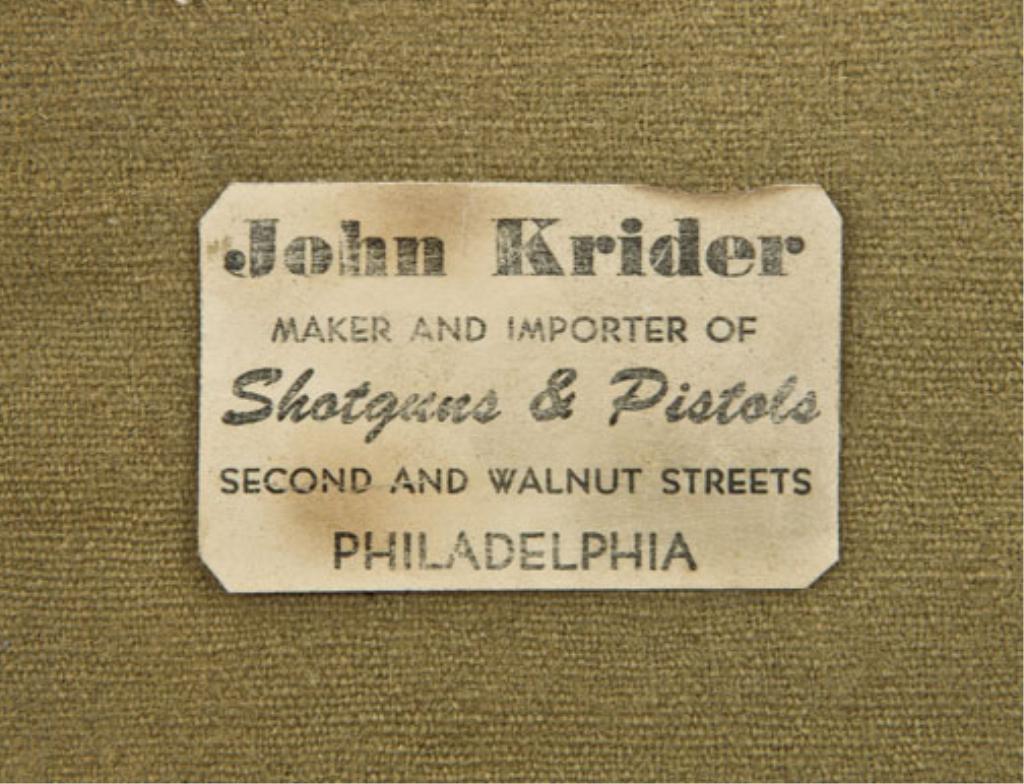 John Krider
MAKER AND IMPORTER OF
Shotguns & Pistols
SECOND AND WALNUT STREETS
PHILADELPHIA